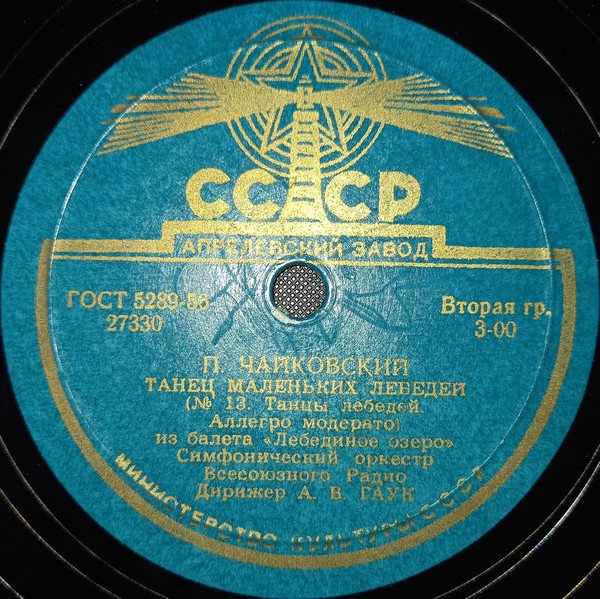 СССР
АПРЕЛЕВСКИЙ ЗАВОД
ГОСТ 5289-56
27330
Вторая гр.
3-00
П. ЧАЙКОВСКИЙ
ТАНЕЦ МАЛЕНЬКИХ ЛЕБЕДЕЙ
(№ 13. Танцы лебедей.
Аллегро модерато)
из балета «Лебединое озеро»
Симфонический оркестр
Всесоюзного Радио
Дирижер А. В. ГАУК
МИНИСТЕРСТВО КУЛЬТУРЫ СССР